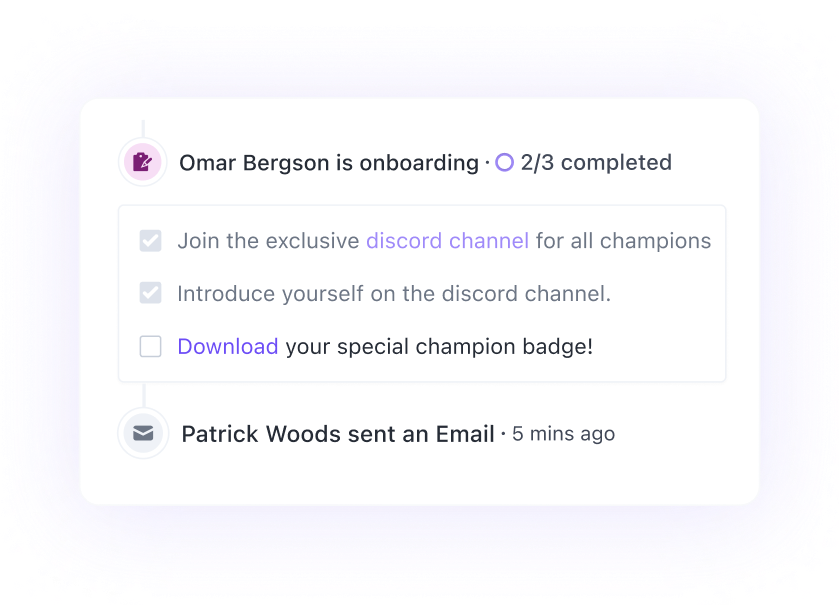 Omar Bergson is onboarding · 2/3 completed
Join the exclusive discord channel for all champions
Introduce yourself on the discord channel.
Download your special champion badge!
Patrick Woods sent an Email · 5 mins ago